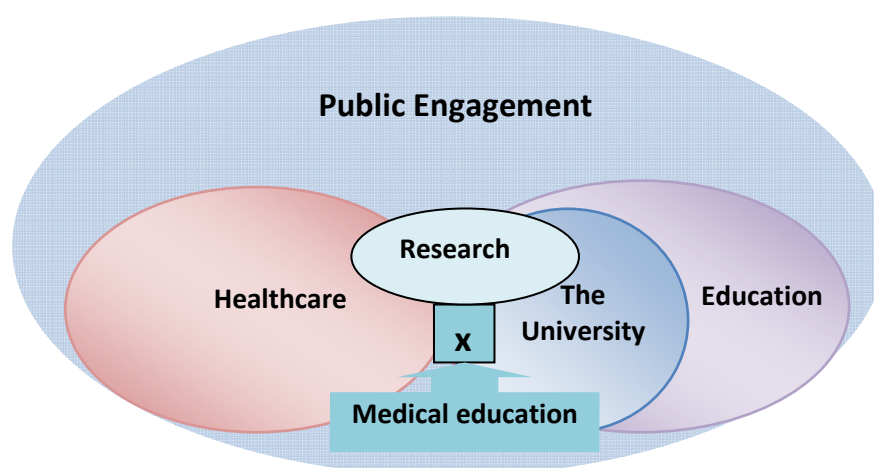 Public Engagement
Research
Healthcare
The
University
Education
x
Medical education